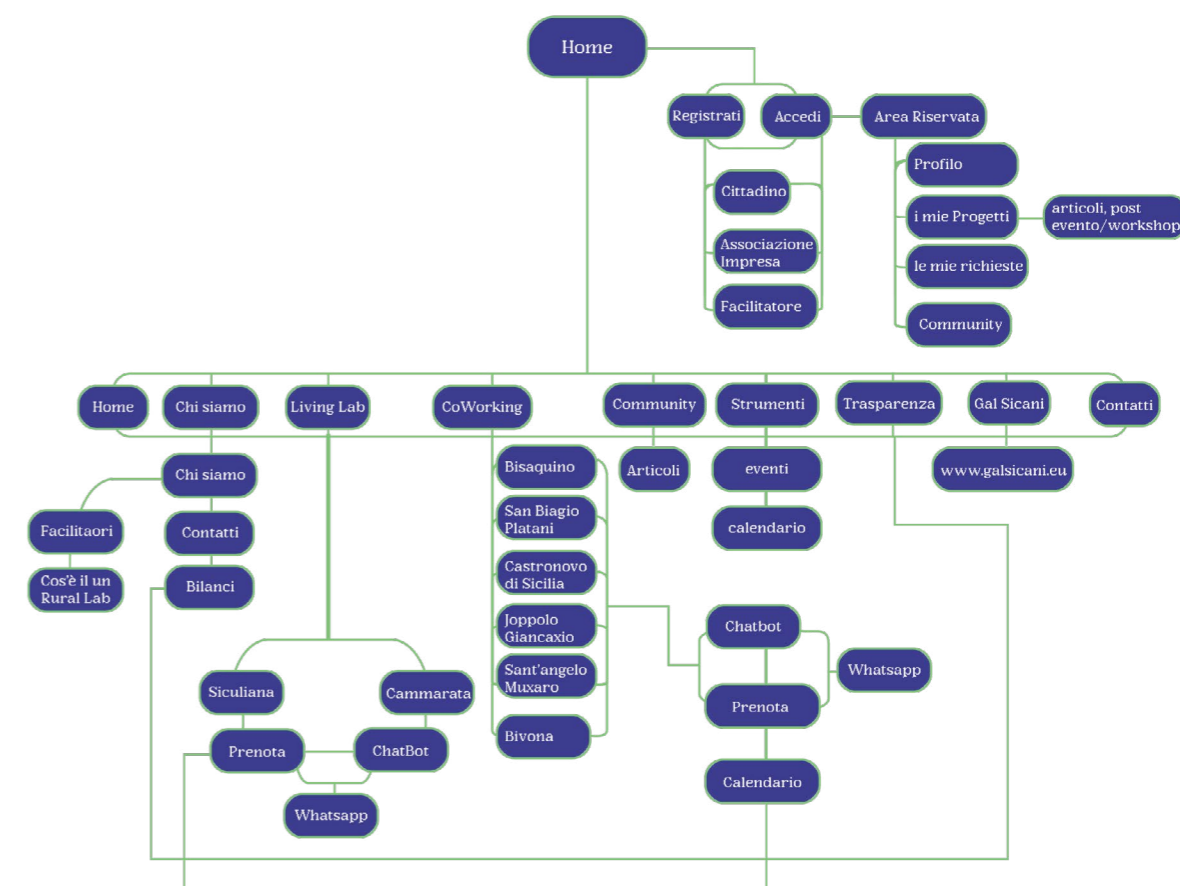 Home
Registrati
Accedi
Area Riservata
Profilo
Cittadino
i mie Progetti
articoli, post
evento/workshop
Associazione
Impresa
le mie richieste
Facilitatore
Community
Home
Chi siamo
Living Lab
CoWorking
Community
Strumenti
Trasparenza
Gal Sicani
Contatti
Chi siamo
Bisaquino
Articoli
eventi
www.galsicani.eu
Facilitaori
Contatti
San Biagio
Platani
calendario
Cos'è il un
Rural Lab
Bilanci
Castronovo
di Sicilia
Joppolo
Giancaxio
Chatbot
Whatsapp
Siculiana
Cammarata
Sant'angelo
Muxaro
Prenota
Prenota
ChatBot
Bivona
Calendario
Whatsapp